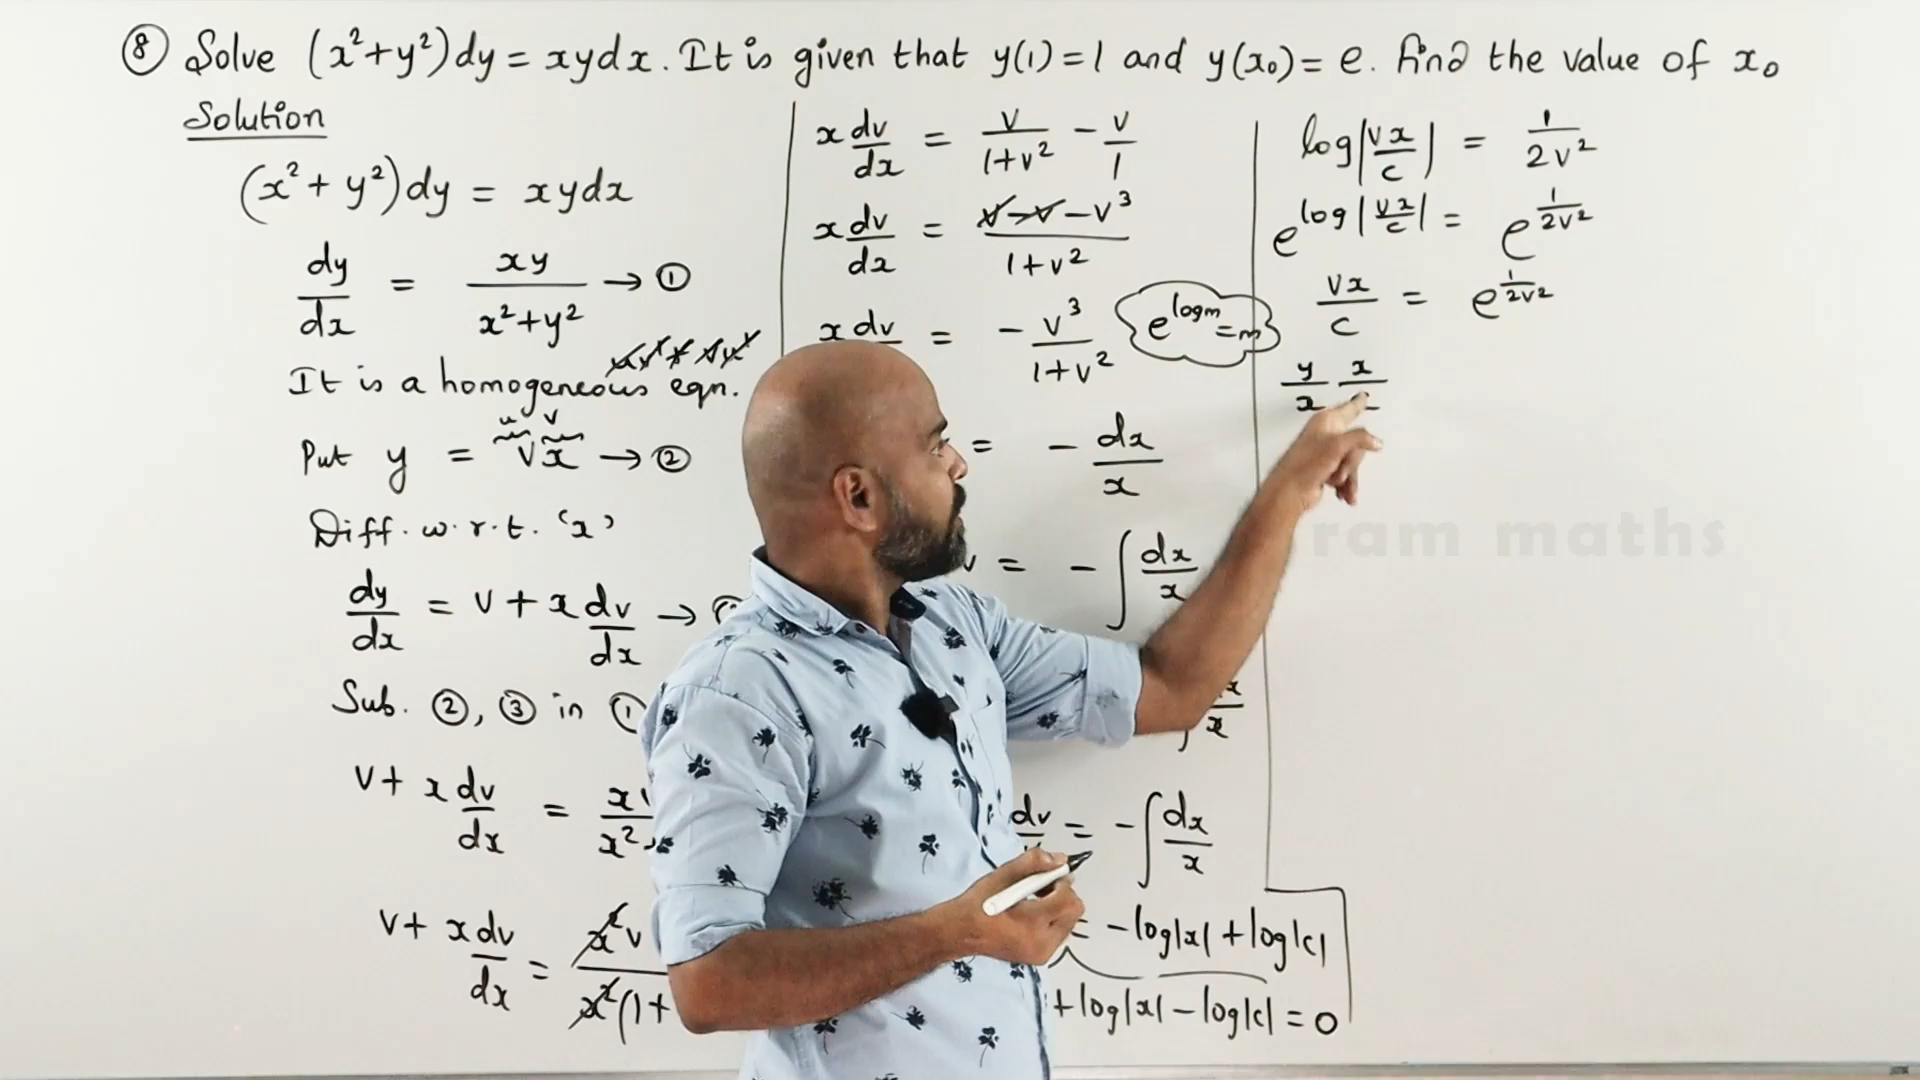 ⑧ Solve (x²+y²)dy = xydx. It is given that y(1)=1 and y(x₀)= e. Find the value of x₀
Solution
(x²+y²)dy = xydx
dy/dx = xy/(x²+y²) → ①
It is a homogeneous eqn.
u v
Put y = vx → ②
Diff. w.r.t. 'x'
dy/dx = v + x dv/dx →
Sub. ②, ③ in ①
v + x dv/dx =
v + x dv/dx =
x dv/dx = v/(1+v²) - v/1
x dv/dx = (v-v-v³)/(1+v²)
x dv = -v³/(1+v²)
e^logm = m
= -dx/x
= -∫dx/x
dv = -∫dx/x
= -log|x| + log|c|
+log|x| - log|c| = 0
log|vx/c| = 1/2v²
e^log|vx/c| = e^(1/2v²)
vx/c = e^(1/2v²)
y/x x/
ram maths